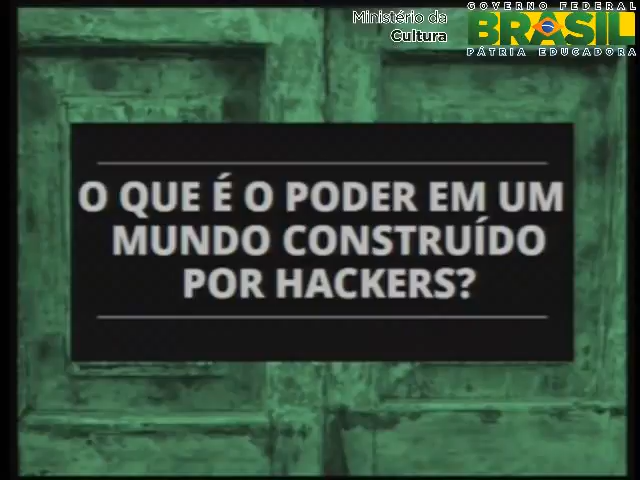 Ministério da
Cultura
GOVERNO FEDERAL
BRASIL
PÁTRIA EDUCADORA
O QUE É O PODER EM UM
MUNDO CONSTRUÍDO
POR HACKERS?